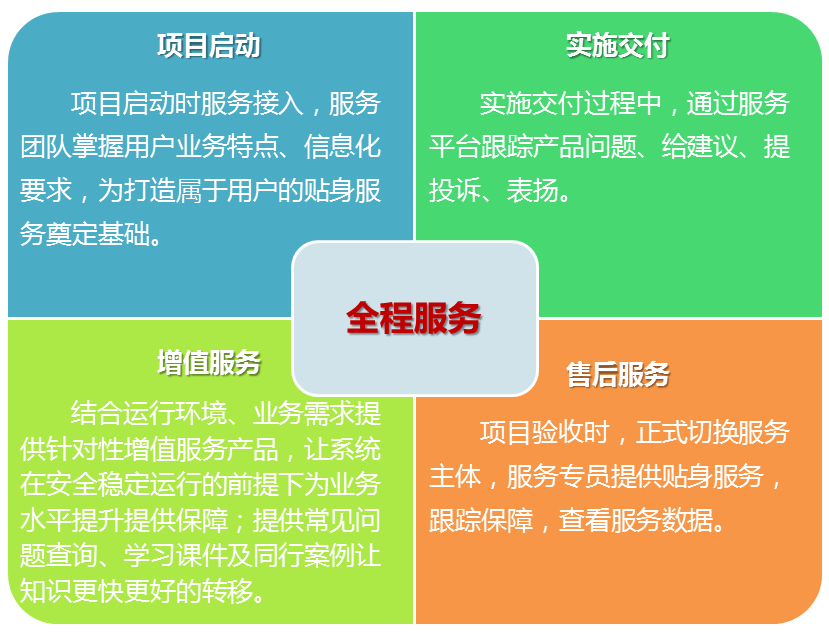 项目启动
项目启动时服务接入，服务
团队掌握用户业务特点、信息化
要求，为打造属于用户的贴身服
务奠定基础。
实施交付
实施交付过程中，通过服务
平台跟踪产品问题、给建议、提
投诉、表扬。
全程服务
增值服务
结合运行环境、业务需求提
供针对性增值服务产品，让系统
在安全稳定运行的前提下为业务
水平提升提供保障；提供常见问
题查询、学习课件及同行案例让
知识更快更好的转移。
售后服务
项目验收时，正式切换服务
主体，服务专员提供贴身服务，
跟踪保障，查看服务数据。